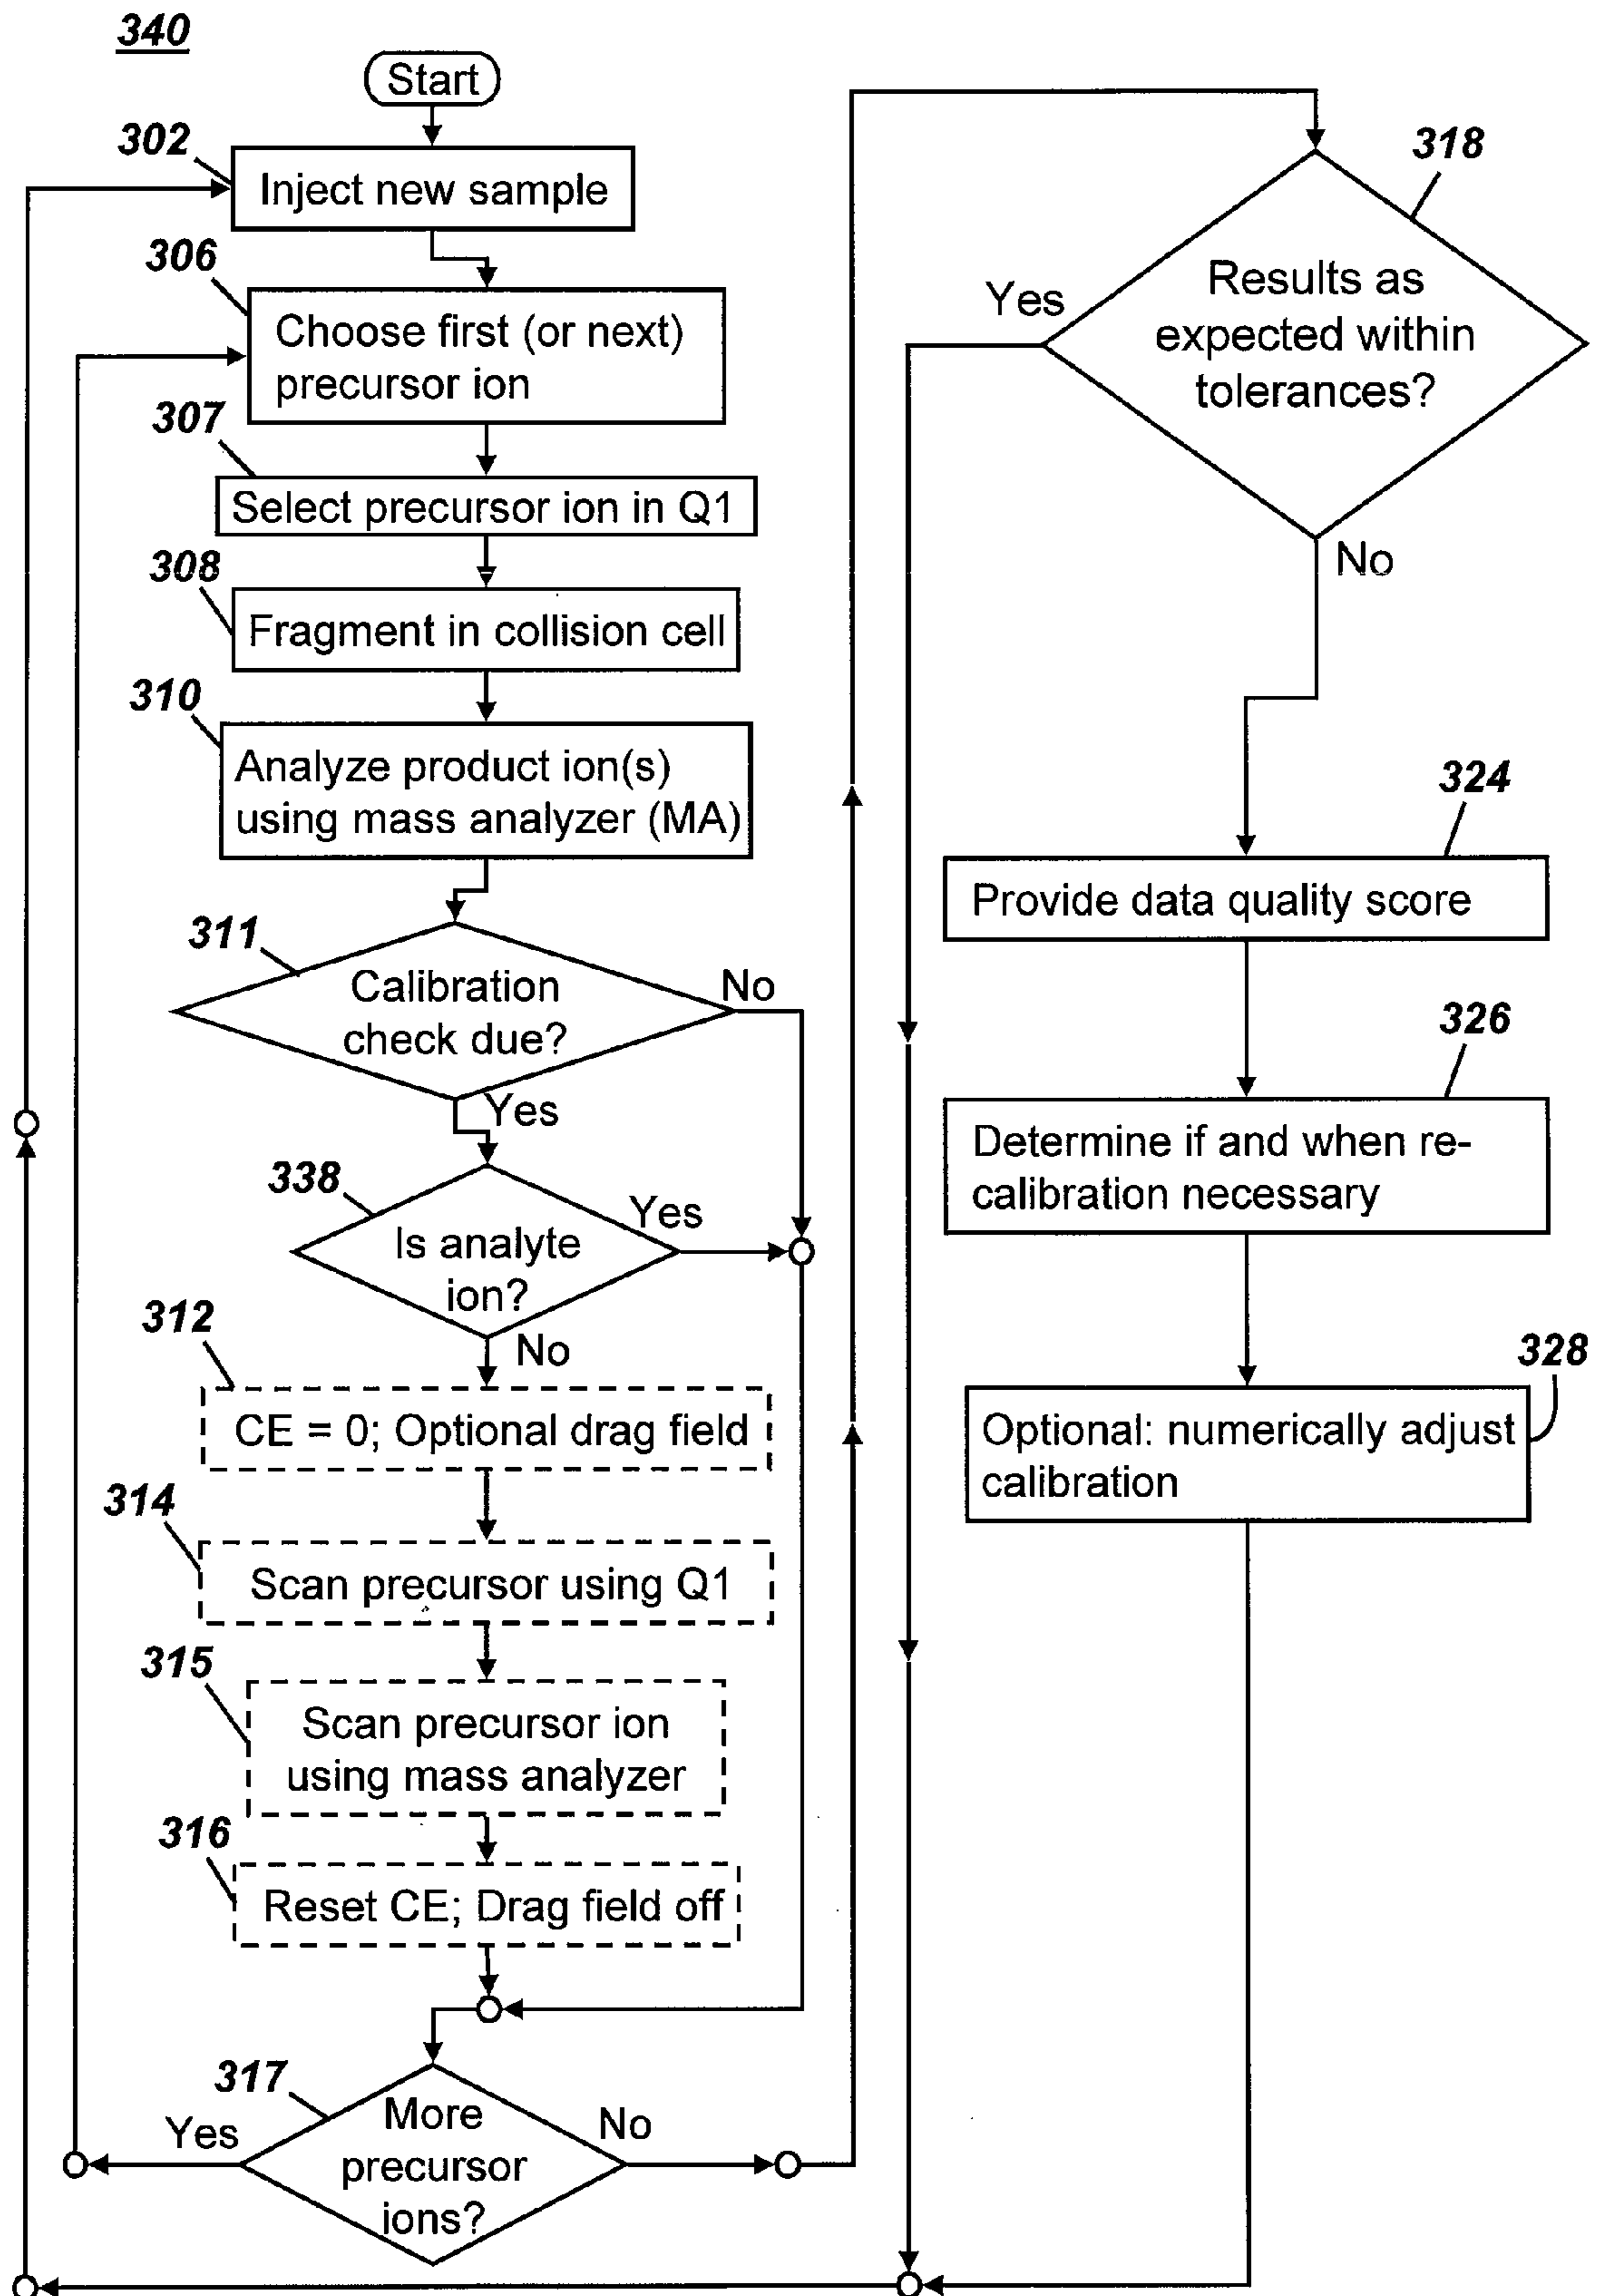 340
Start
302
Inject new sample
306
Choose first (or next)
precursor ion
307
Select precursor ion in Q1
308
Fragment in collision cell
310
Analyze product ion(s)
using mass analyzer (MA)
311
Calibration
check due?
No
Yes
338
Is analyte
ion?
Yes
No
312
CE = 0; Optional drag field
314
Scan precursor using Q1
315
Scan precursor ion
using mass analyzer
316
Reset CE; Drag field off
317
More
precursor
ions?
Yes
No
318
Results as
expected within
tolerances?
Yes
No
324
Provide data quality score
326
Determine if and when re-
calibration necessary
328
Optional: numerically adjust
calibration